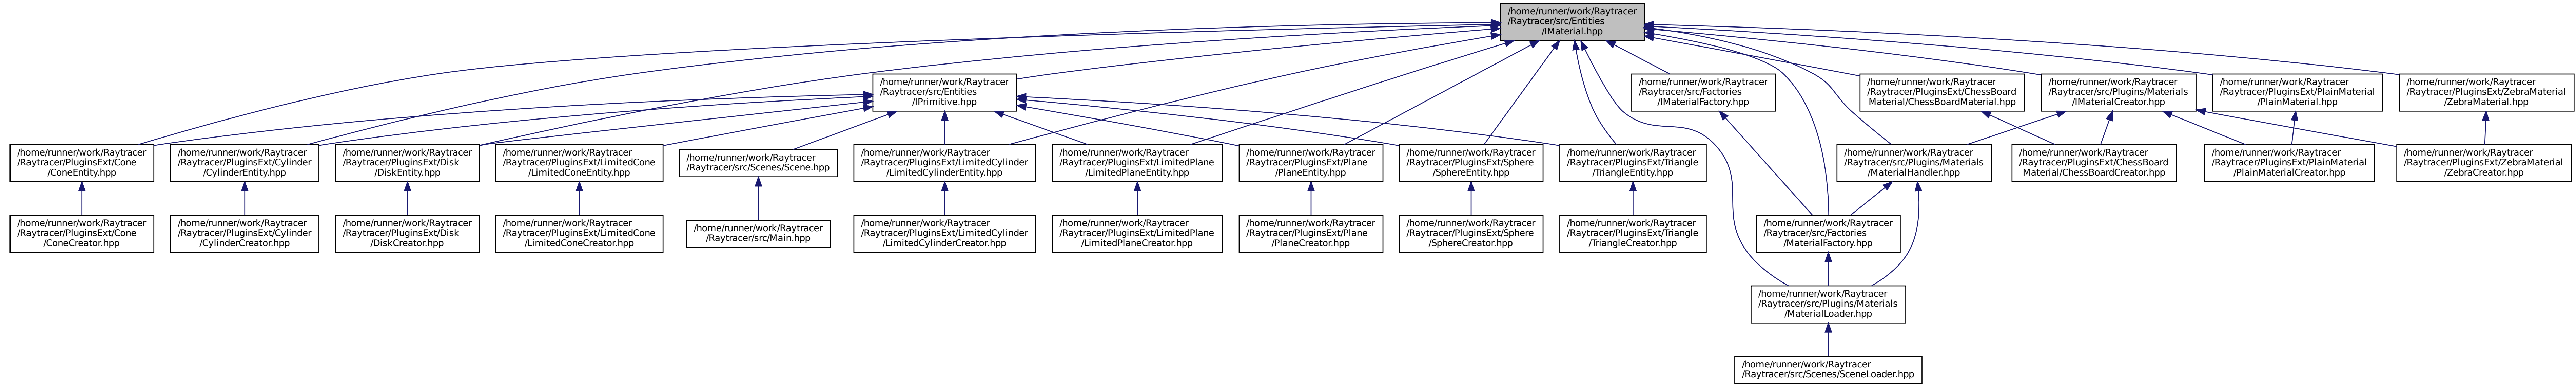 /home/runner/work/Raytracer
/Raytracer/src/Entities
/IMaterial.hpp
/home/runner/work/Raytracer
/Raytracer/src/Entities
/IPrimitive.hpp
/home/runner/work/Raytracer
/Raytracer/src/Factories
/IMaterialFactory.hpp
/home/runner/work/Raytracer
/Raytracer/PluginsExt/ChessBoard
Material/ChessBoardMaterial.hpp
/home/runner/work/Raytracer
/Raytracer/src/Plugins/Materials
/IMaterialCreator.hpp
/home/runner/work/Raytracer
/Raytracer/PluginsExt/PlainMaterial
/PlainMaterial.hpp
/home/runner/work/Raytracer
/Raytracer/PluginsExt/ZebraMaterial
/ZebraMaterial.hpp
/home/runner/work/Raytracer
/Raytracer/PluginsExt/Cone
/ConeEntity.hpp
/home/runner/work/Raytracer
/Raytracer/PluginsExt/Cylinder
/CylinderEntity.hpp
/home/runner/work/Raytracer
/Raytracer/PluginsExt/Disk
/DiskEntity.hpp
/home/runner/work/Raytracer
/Raytracer/PluginsExt/LimitedCone
/LimitedConeEntity.hpp
/home/runner/work/Raytracer
/Raytracer/src/Scenes/Scene.hpp
/home/runner/work/Raytracer
/Raytracer/PluginsExt/LimitedCylinder
/LimitedCylinderEntity.hpp
/home/runner/work/Raytracer
/Raytracer/PluginsExt/LimitedPlane
/LimitedPlaneEntity.hpp
/home/runner/work/Raytracer
/Raytracer/PluginsExt/Plane
/PlaneEntity.hpp
/home/runner/work/Raytracer
/Raytracer/PluginsExt/Sphere
/SphereEntity.hpp
/home/runner/work/Raytracer
/Raytracer/PluginsExt/Triangle
/TriangleEntity.hpp
/home/runner/work/Raytracer
/Raytracer/src/Plugins/Materials
/MaterialHandler.hpp
/home/runner/work/Raytracer
/Raytracer/PluginsExt/ChessBoard
Material/ChessBoardCreator.hpp
/home/runner/work/Raytracer
/Raytracer/PluginsExt/PlainMaterial
/PlainMaterialCreator.hpp
/home/runner/work/Raytracer
/Raytracer/PluginsExt/ZebraMaterial
/ZebraCreator.hpp
/home/runner/work/Raytracer
/Raytracer/PluginsExt/Cone
/ConeCreator.hpp
/home/runner/work/Raytracer
/Raytracer/PluginsExt/Cylinder
/CylinderCreator.hpp
/home/runner/work/Raytracer
/Raytracer/PluginsExt/Disk
/DiskCreator.hpp
/home/runner/work/Raytracer
/Raytracer/PluginsExt/LimitedCone
/LimitedConeCreator.hpp
/home/runner/work/Raytracer
/Raytracer/src/Main.hpp
/home/runner/work/Raytracer
/Raytracer/PluginsExt/LimitedCylinder
/LimitedCylinderCreator.hpp
/home/runner/work/Raytracer
/Raytracer/PluginsExt/LimitedPlane
/LimitedPlaneCreator.hpp
/home/runner/work/Raytracer
/Raytracer/PluginsExt/Plane
/PlaneCreator.hpp
/home/runner/work/Raytracer
/Raytracer/PluginsExt/Sphere
/SphereCreator.hpp
/home/runner/work/Raytracer
/Raytracer/PluginsExt/Triangle
/TriangleCreator.hpp
/home/runner/work/Raytracer
/Raytracer/src/Factories
/MaterialFactory.hpp
/home/runner/work/Raytracer
/Raytracer/src/Plugins/Materials
/MaterialLoader.hpp
/home/runner/work/Raytracer
/Raytracer/src/Scenes/SceneLoader.hpp